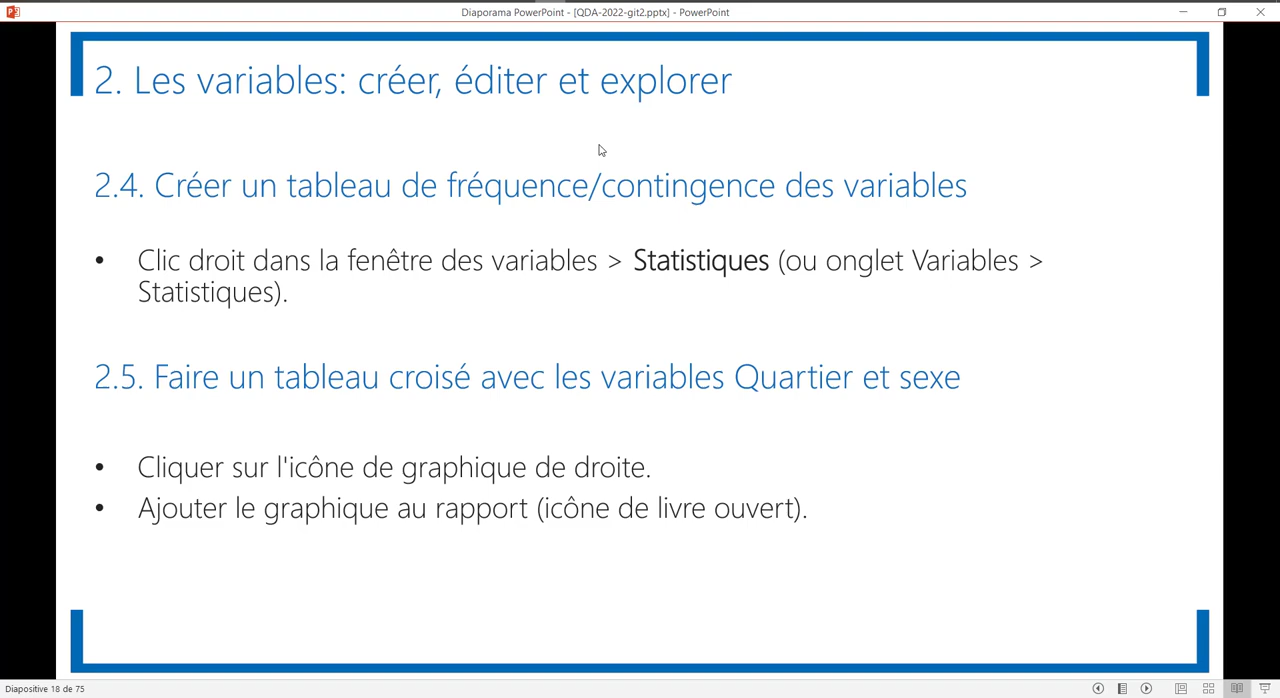 Diaporama PowerPoint - [QDA-2022-git2.pptx] - PowerPoint
2. Les variables: créer, éditer et explorer
2.4. Créer un tableau de fréquence/contingence des variables
• Clic droit dans la fenêtre des variables > Statistiques (ou onglet Variables >
Statistiques).
2.5. Faire un tableau croisé avec les variables Quartier et sexe
• Cliquer sur l'icône de graphique de droite.
• Ajouter le graphique au rapport (icône de livre ouvert).
Diapositive 18 de 75